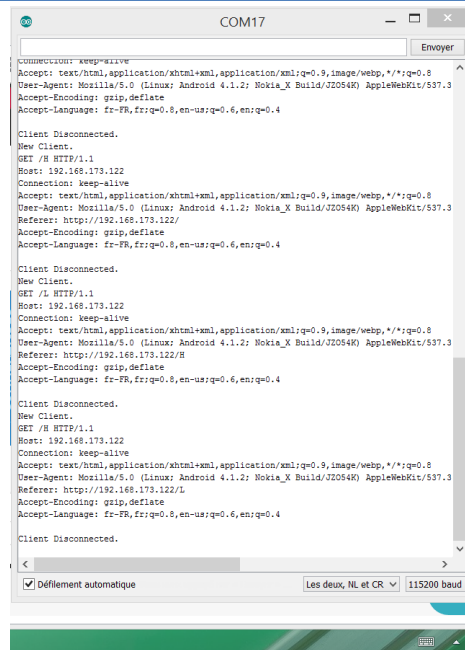 COM17
Envoyer
Connection: keep-alive
Accept: text/html,application/xhtml+xml,application/xml;q=0.9,image/webp,*/*;q=0.8
User-Agent: Mozilla/5.0 (Linux; Android 4.1.2; Nokia_X Build/JZO54K) AppleWebKit/537.3
Accept-Encoding: gzip,deflate
Accept-Language: fr-FR,fr;q=0.8,en-us;q=0.6,en;q=0.4
Client Disconnected.
New Client.
GET /H HTTP/1.1
Host: 192.168.173.122
Connection: keep-alive
Accept: text/html,application/xhtml+xml,application/xml;q=0.9,image/webp,*/*;q=0.8
User-Agent: Mozilla/5.0 (Linux; Android 4.1.2; Nokia_X Build/JZO54K) AppleWebKit/537.3
Referer: http://192.168.173.122/
Accept-Encoding: gzip,deflate
Accept-Language: fr-FR,fr;q=0.8,en-us;q=0.6,en;q=0.4
Client Disconnected.
New Client.
GET /L HTTP/1.1
Host: 192.168.173.122
Connection: keep-alive
Accept: text/html,application/xhtml+xml,application/xml;q=0.9,image/webp,*/*;q=0.8
User-Agent: Mozilla/5.0 (Linux; Android 4.1.2; Nokia_X Build/JZO54K) AppleWebKit/537.3
Referer: http://192.168.173.122/H
Accept-Encoding: gzip,deflate
Accept-Language: fr-FR,fr;q=0.8,en-us;q=0.6,en;q=0.4
Client Disconnected.
New Client.
GET /H HTTP/1.1
Host: 192.168.173.122
Connection: keep-alive
Accept: text/html,application/xhtml+xml,application/xml;q=0.9,image/webp,*/*;q=0.8
User-Agent: Mozilla/5.0 (Linux; Android 4.1.2; Nokia_X Build/JZO54K) AppleWebKit/537.3
Referer: http://192.168.173.122/L
Accept-Encoding: gzip,deflate
Accept-Language: fr-FR,fr;q=0.8,en-us;q=0.6,en;q=0.4
Client Disconnected.
Défilement automatique
Les deux, NL et CR
115200 baud